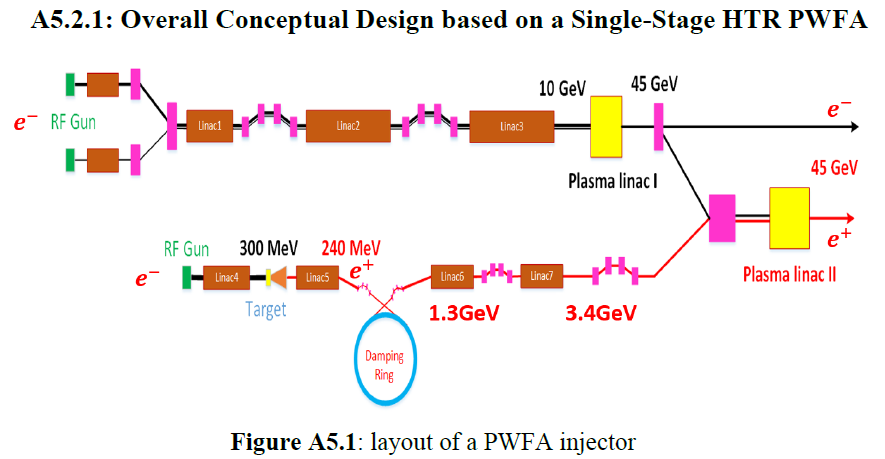 A5.2.1: Overall Conceptual Design based on a Single-Stage HTR PWFA
10 GeV
45 GeV
e⁻
RF Gun
Linac1
Linac2
Linac3
e⁻
Plasma linac I
45 GeV
e⁺
Plasma linac II
RF Gun
300 MeV
240 MeV
e⁻
Linac4
Linac5
e⁺
Linac6
Linac7
Target
1.3GeV
3.4GeV
Damping
Ring
Figure A5.1: layout of a PWFA injector